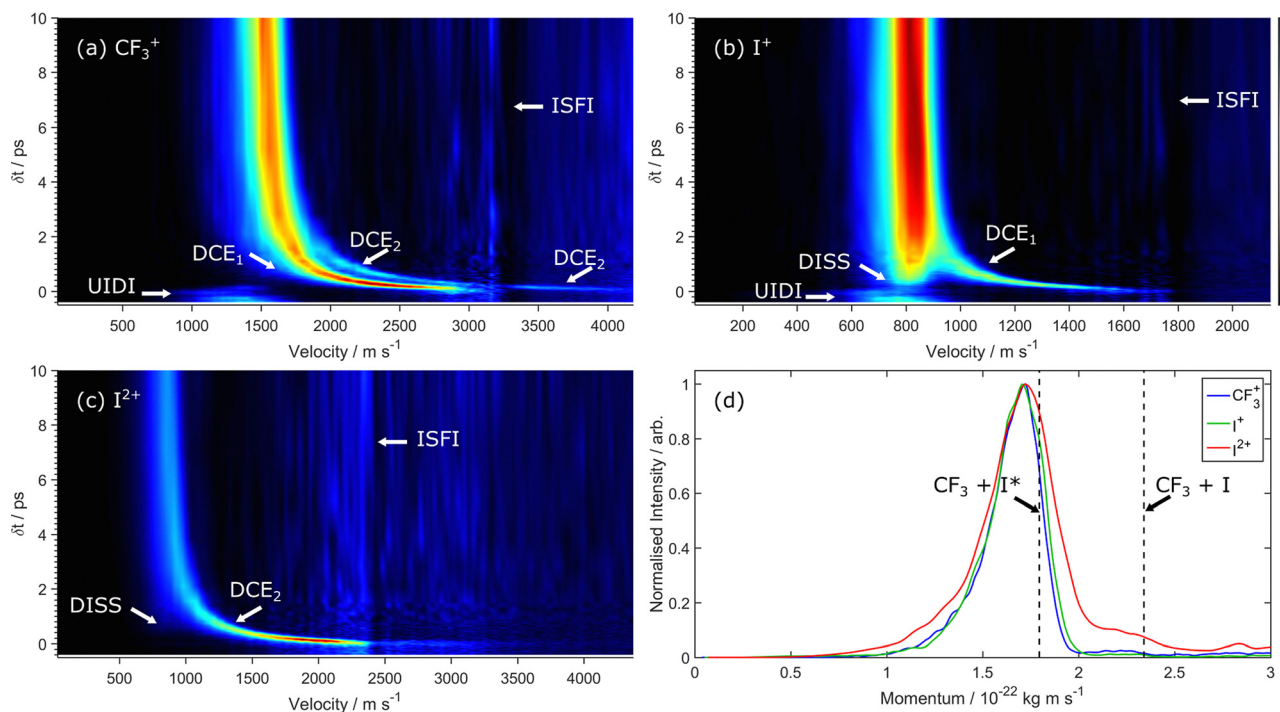 (a) CF₃⁺
10
8
6
4
2
0
δt / ps
ISFI
DCE₂
DCE₁
DCE₂
UIDI
500 1000 1500 2000 2500 3000 3500 4000
Velocity / m s⁻¹
(b) I⁺
10
8
6
4
2
0
δt / ps
ISFI
DCE₁
DISS
UIDI
200 400 600 800 1000 1200 1400 1600 1800 2000
Velocity / m s⁻¹
(c) I²⁺
10
8
6
4
2
0
δt / ps
ISFI
DCE₂
DISS
500 1000 1500 2000 2500 3000 3500 4000
Velocity / m s⁻¹
(d)
1
0.8
0.6
0.4
0.2
0
Normalised Intensity / arb.
CF₃⁺
I⁺
I²⁺
CF₃ + I*
CF₃ + I
0 0.5 1 1.5 2 2.5 3
Momentum / 10⁻²² kg m s⁻¹